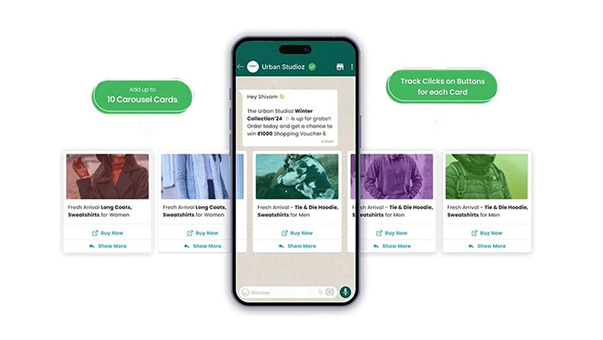 Add up to
10 Carousel Cards
Urban Studioz
Track Clicks on Buttons
for each Card
Hey Shivam 👋
The Urban Studioz Winter
Collection'24 is up for grabs!!
Order today and get a chance to
win ₹1000 Shopping Voucher
Fresh Arrival Long Coats,
Sweatshirts for Women
Buy Now
Show More
Fresh Arrival Long Coats,
Sweatshirts for Women
Buy Now
Show More
Fresh Arrival - Tie & Die Hoodie,
Sweatshirts for Men
Buy Now
Show More
Fresh Arrival - Tie & Die Hoodie,
Sweatshirts for Men
Buy Now
Show More
Fresh Arrival - Tie & Die Hoodie,
Sweatshirts for Men
Buy Now
Show More
Message